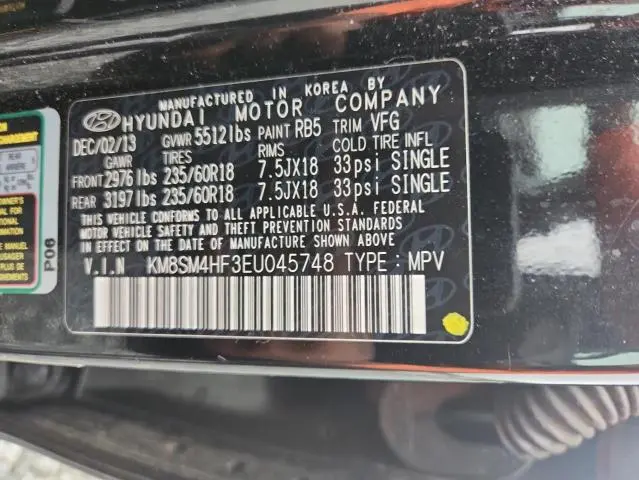 MANUFACTURED IN KOREA BY
HYUNDAI MOTOR COMPANY
DEC/02/13 GVWR 5512lbs PAINT RB5 TRIM VFG
GAWR TIRES RIMS COLD TIRE INFL
FRONT 2976 lbs 235/60R18 7.5JX18 33psi SINGLE
REAR 3197 lbs 235/60R18 7.5JX18 33psi SINGLE
THIS VEHICLE CONFORMS TO ALL APPLICABLE U.S.A. FEDERAL
MOTOR VEHICLE SAFETY AND THEFT PREVENTION STANDARDS
IN EFFECT ON THE DATE OF MANUFACTURE SHOWN ABOVE.
V.I.N KM8SM4HF3EU045748 TYPE : MPV
REAR
P06